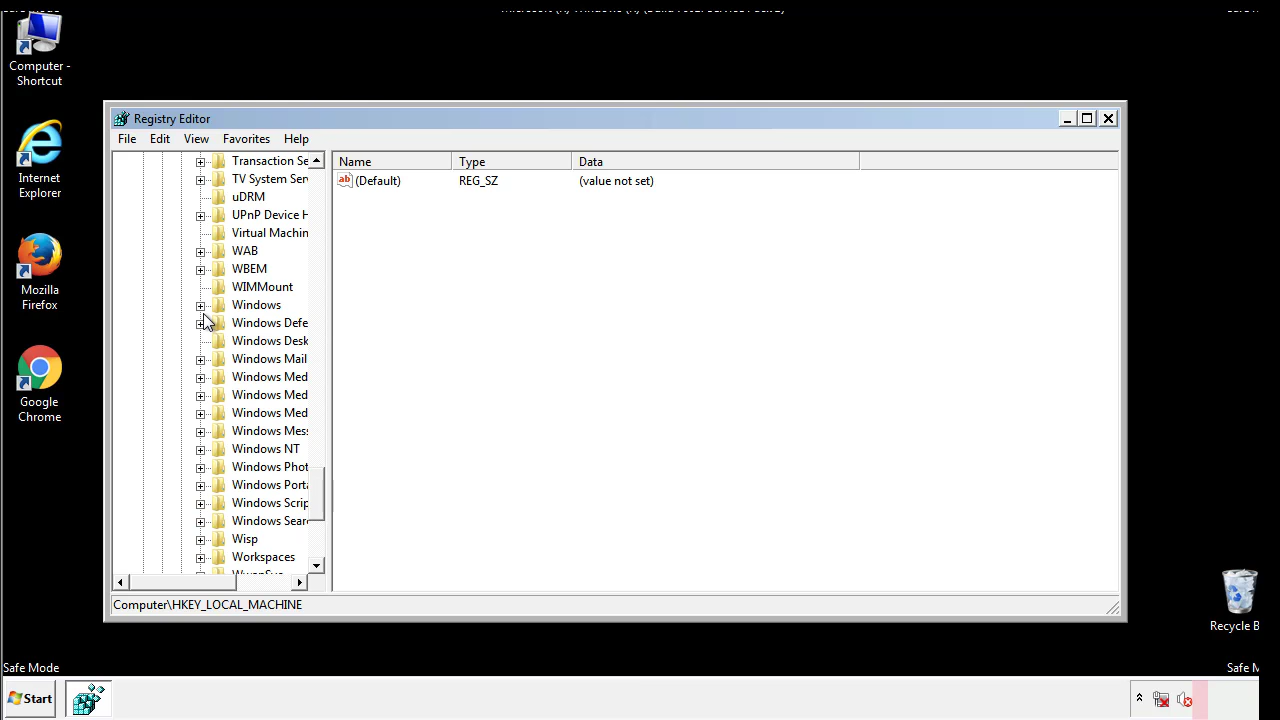 Computer -
Shortcut
Internet
Explorer
Mozilla
Firefox
Google
Chrome
Registry Editor
File Edit View Favorites Help
Transaction Se
TV System Serv
uDRM
UPnP Device H
Virtual Machin
WAB
WBEM
WIMMount
Windows
Windows Defe
Windows Desk
Windows Mail
Windows Med
Windows Med
Windows Med
Windows Mess
Windows NT
Windows Phot
Windows Porta
Windows Scrip
Windows Sear
Wisp
Workspaces
Name Type Data
(Default) REG_SZ (value not set)
Computer\HKEY_LOCAL_MACHINE
Recycle B
Safe Mode
Safe M
Start